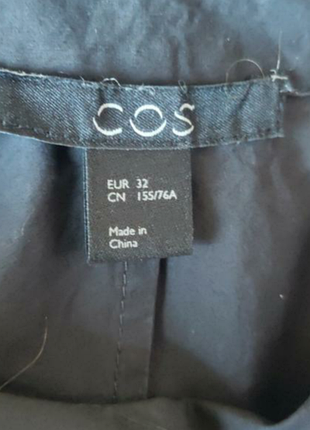 COS
EUR 32
CN 155/76A
Made in
China